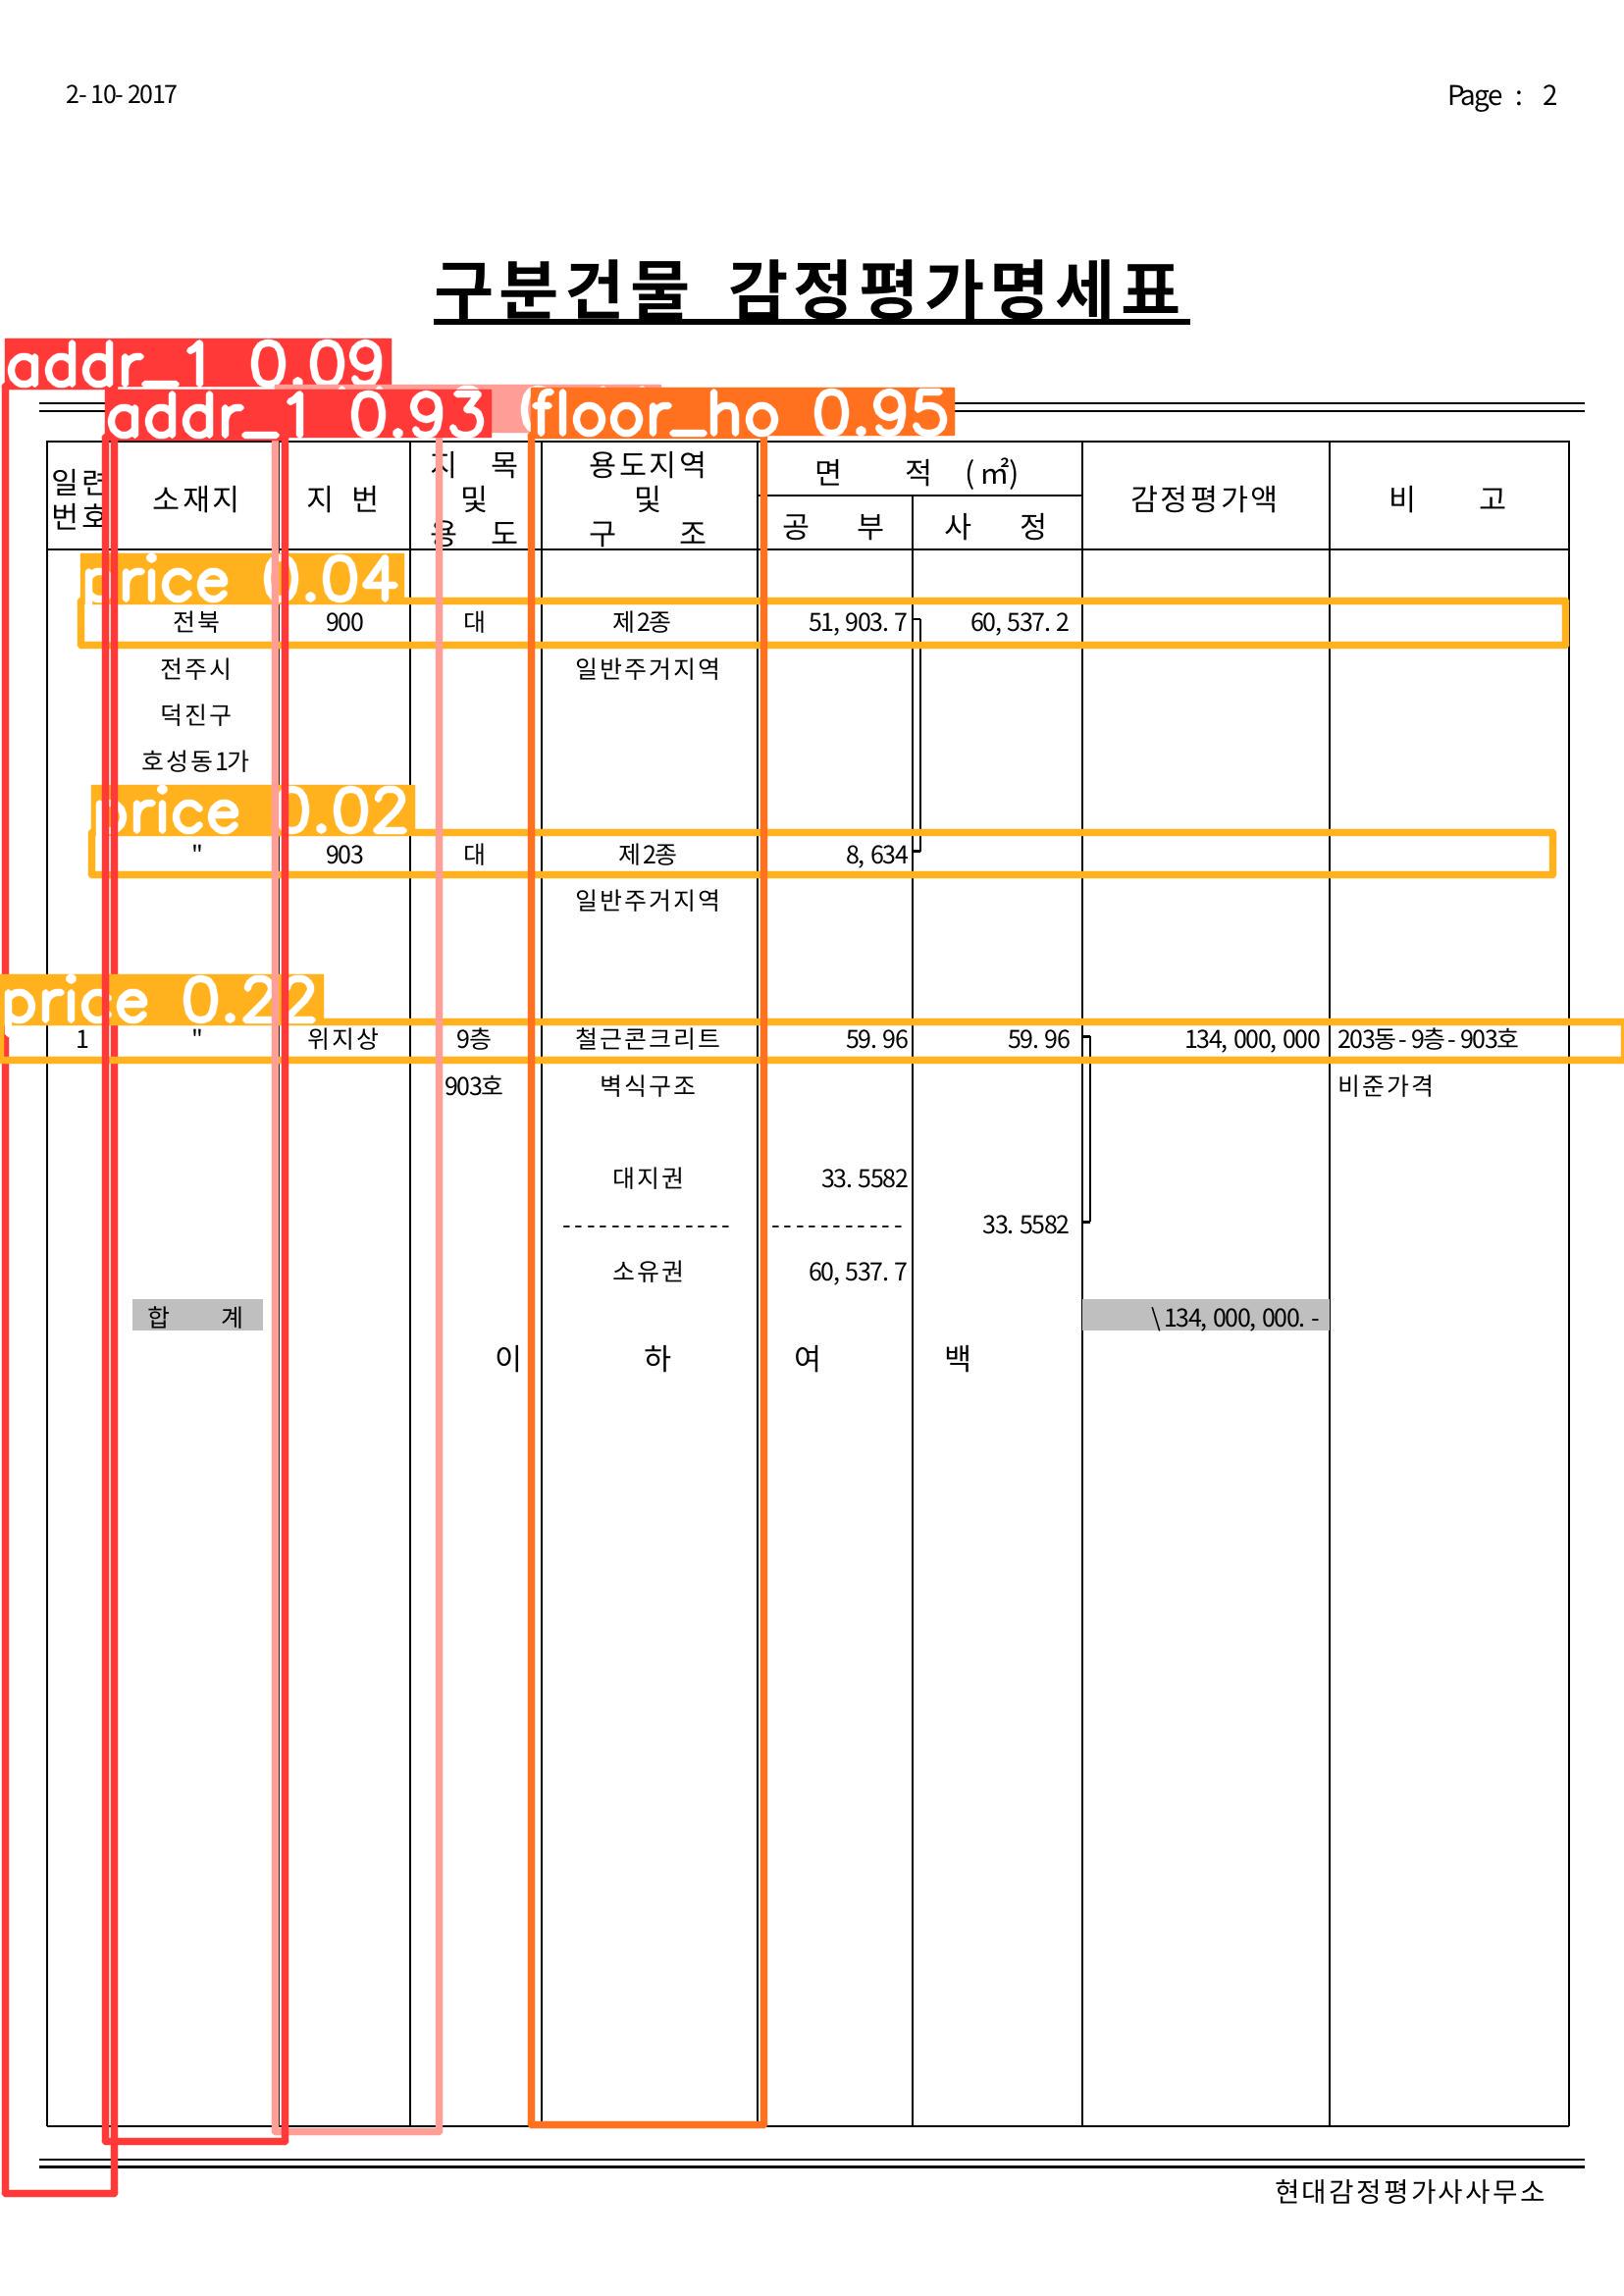 2-10-2017 Page : 2
구분건물 감정평가명세표
addr_1 0.09
addr_1 0.93 floor_ho 0.95
일련번호 소재지 지 번 지 목 및 용 도 용도지역 및 구 조 면 적 (㎡) 감정평가액 비 고
공 부 사 정
price 0.04
전북 900 대 제2종 51,903.7 60,537.2
전주시 일반주거지역
덕진구
호성동1가
price 0.02
" 903 대 제2종 8,634
일반주거지역
price 0.22
1 " 위지상 9층 철근콘크리트 59.96 59.96 134,000,000 203동-9층-903호
903호 벽식구조 비준가격
대지권 33.5582
-------------- ----------- 33.5582
소유권 60,537.7
합 계 \134,000,000.-
이 하 여 백
현대감정평가사사무소